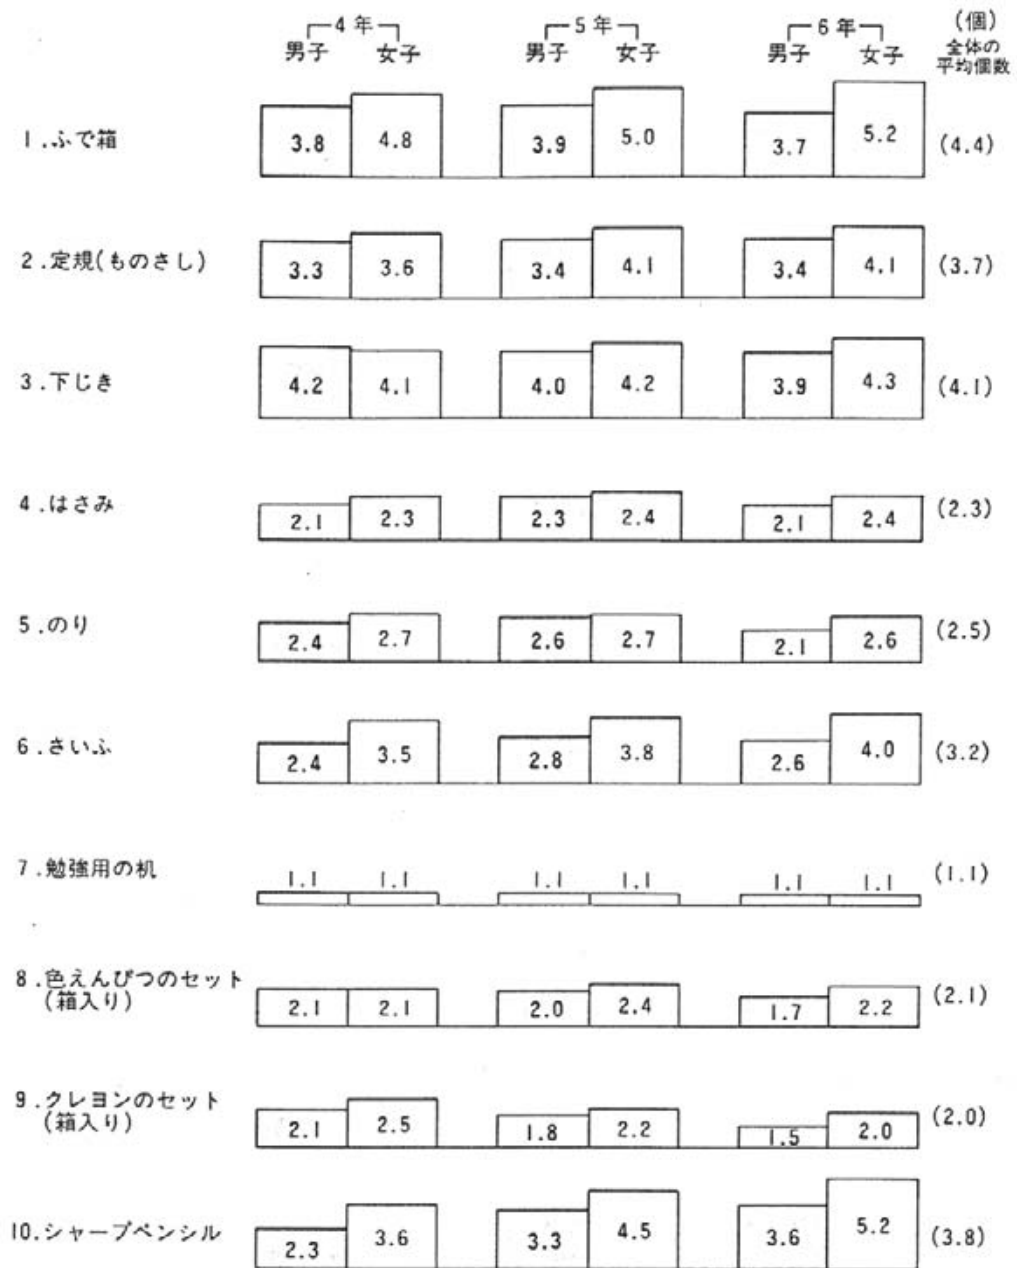 4年 5年 6年 (個)
男子 女子 男子 女子 男子 女子 全体の
平均個数
1.ふで箱 3.8 4.8 3.9 5.0 3.7 5.2 (4.4)
2.定規(ものさし) 3.3 3.6 3.4 4.1 3.4 4.1 (3.7)
3.下じき 4.2 4.1 4.0 4.2 3.9 4.3 (4.1)
4.はさみ 2.1 2.3 2.3 2.4 2.1 2.4 (2.3)
5.のり 2.4 2.7 2.6 2.7 2.1 2.6 (2.5)
6.さいふ 2.4 3.5 2.8 3.8 2.6 4.0 (3.2)
7.勉強用の机 1.1 1.1 1.1 1.1 1.1 1.1 (1.1)
8.色えんぴつのセット
(箱入り) 2.1 2.1 2.0 2.4 1.7 2.2 (2.1)
9.クレヨンのセット
(箱入り) 2.1 2.5 1.8 2.2 1.5 2.0 (2.0)
10.シャープペンシル 2.3 3.6 3.3 4.5 3.6 5.2 (3.8)